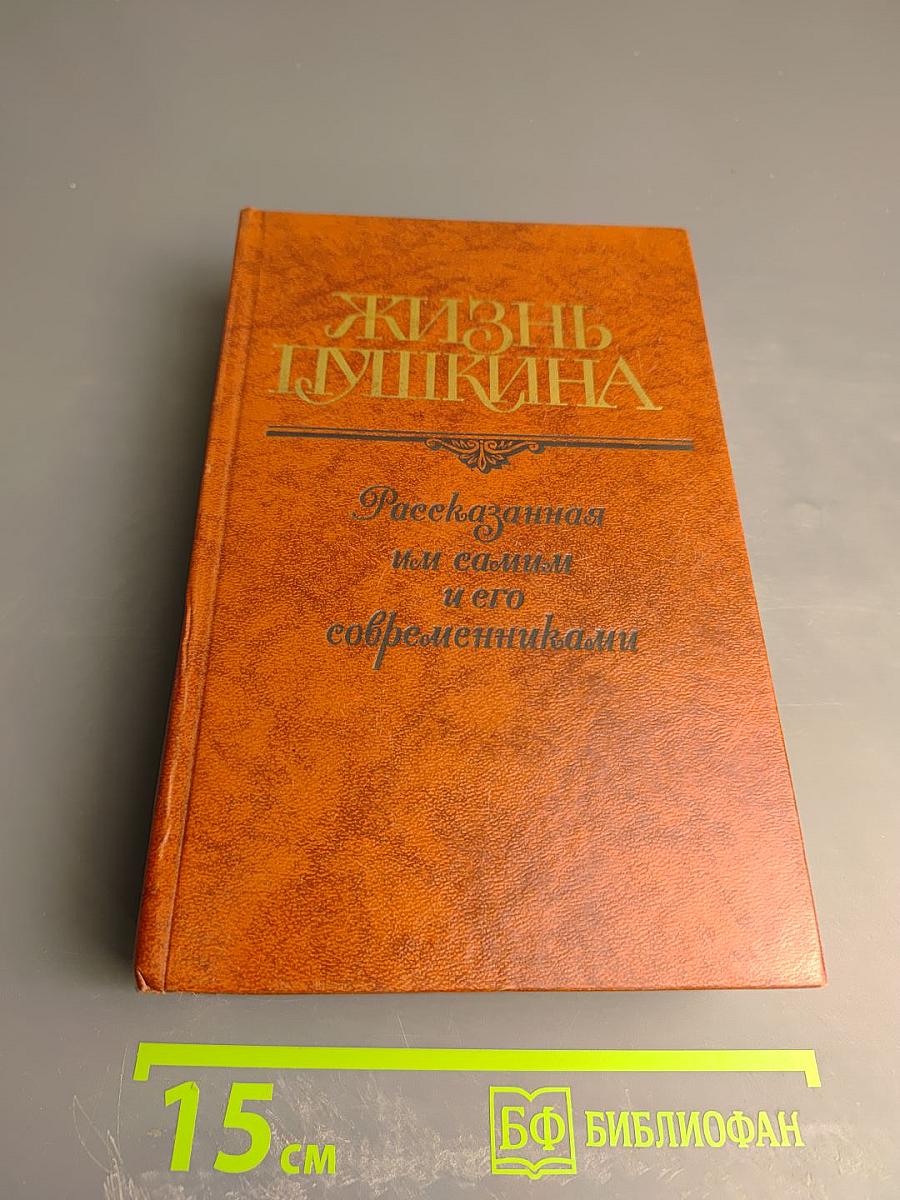 ЖИЗНЬ
ПУШКИНА
Рассказанная
им самим
и его
современниками
15 см
БФ БИБЛИОФАН